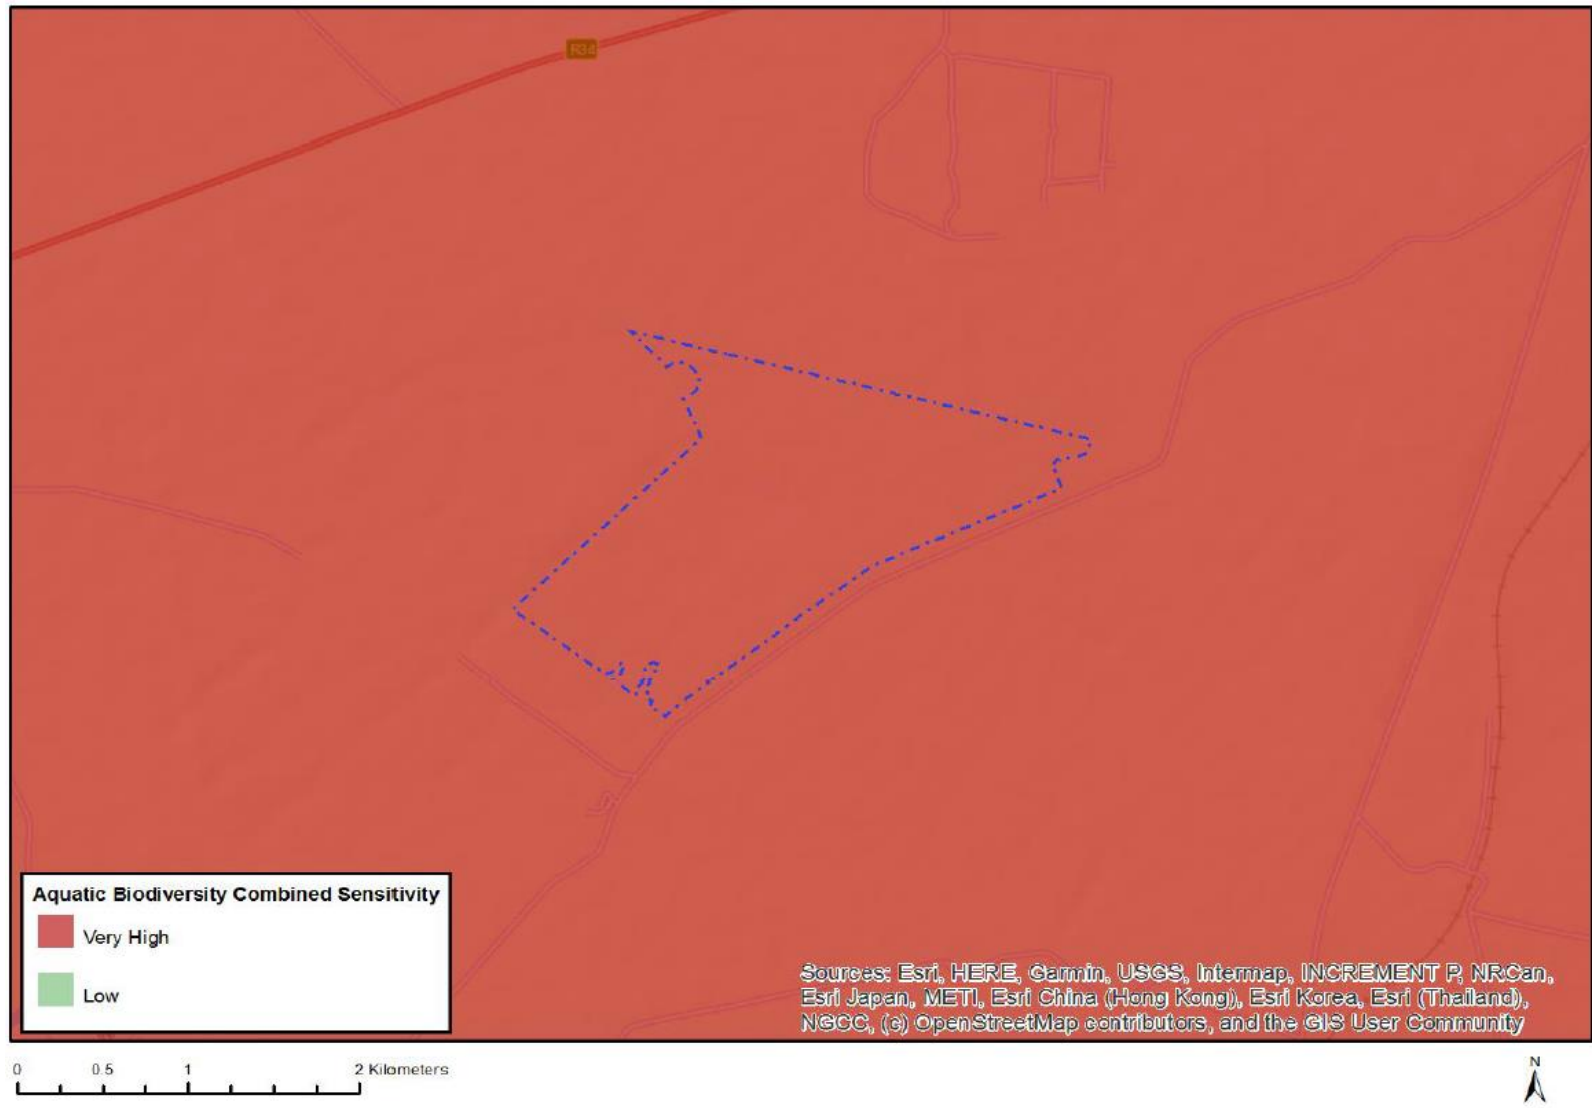 R34
Aquatic Biodiversity Combined Sensitivity
Very High
Low
Sources: Esri, HERE, Garmin, USGS, Intermap, INCREMENT P, NRCan,
Esri Japan, METI, Esri China (Hong Kong), Esri Korea, Esri (Thailand),
NGCC, (c) OpenStreetMap contributors, and the GIS User Community
0 0.5 1 2 Kilometers
N